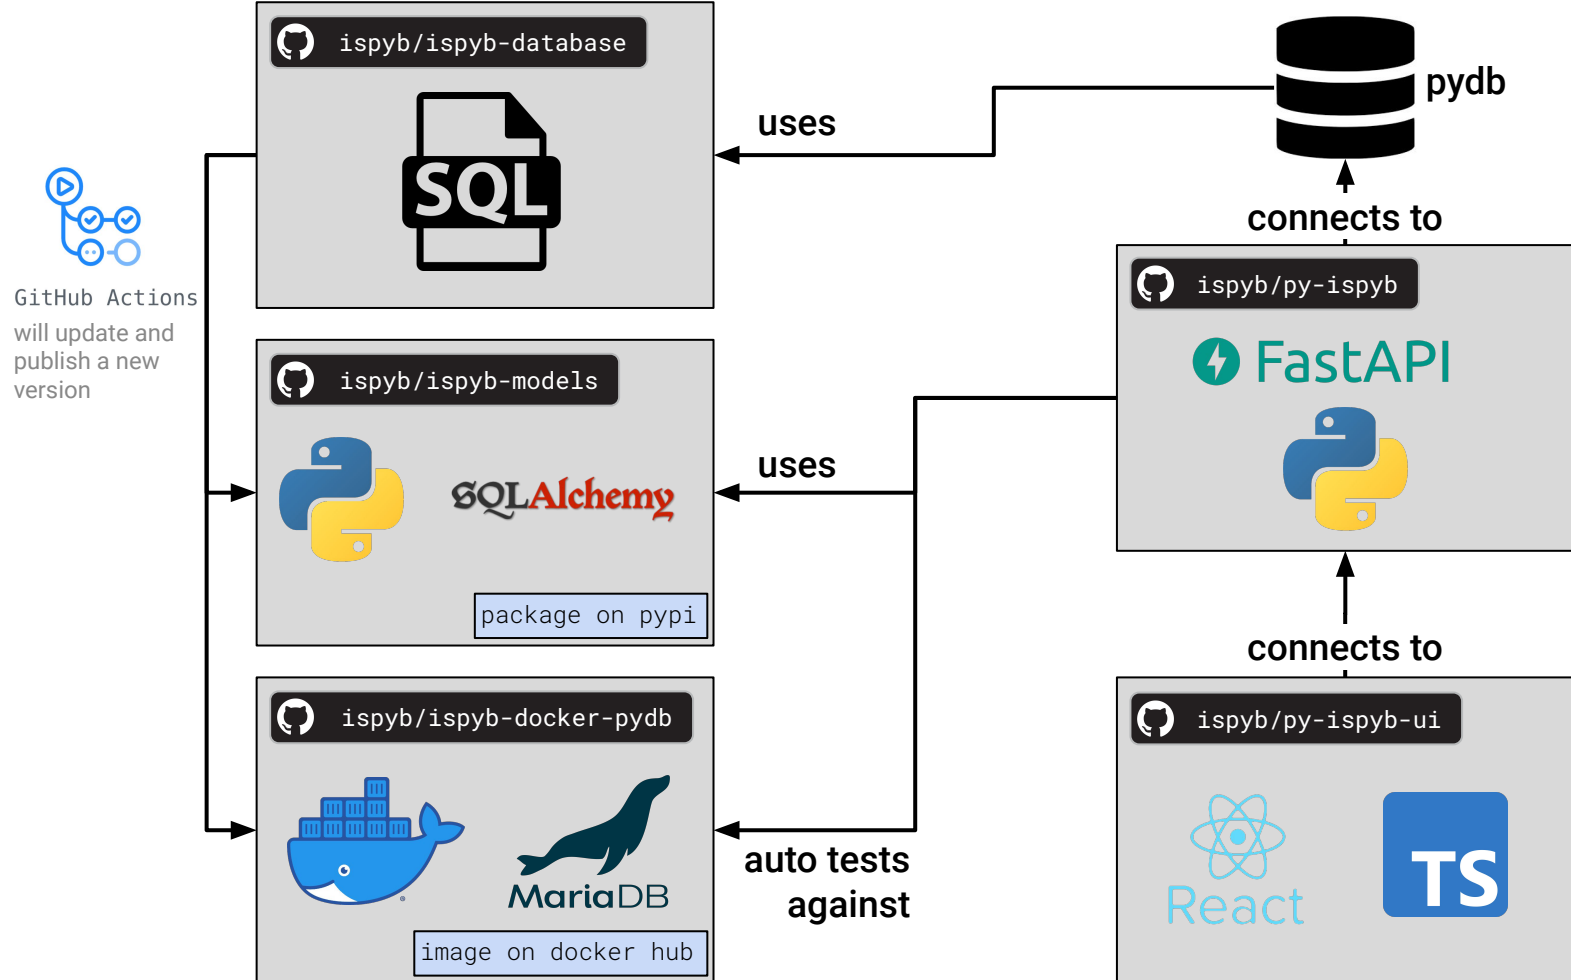 ispyb/ispyb-database
SQL
uses
pydb
connects to
GitHub Actions
will update and
publish a new
version
ispyb/ispyb-models
SQLAlchemy
package on pypi
uses
ispyb/py-ispyb
FastAPI
connects to
ispyb/ispyb-docker-pydb
MariaDB
image on docker hub
auto tests
against
ispyb/py-ispyb-ui
React
TS